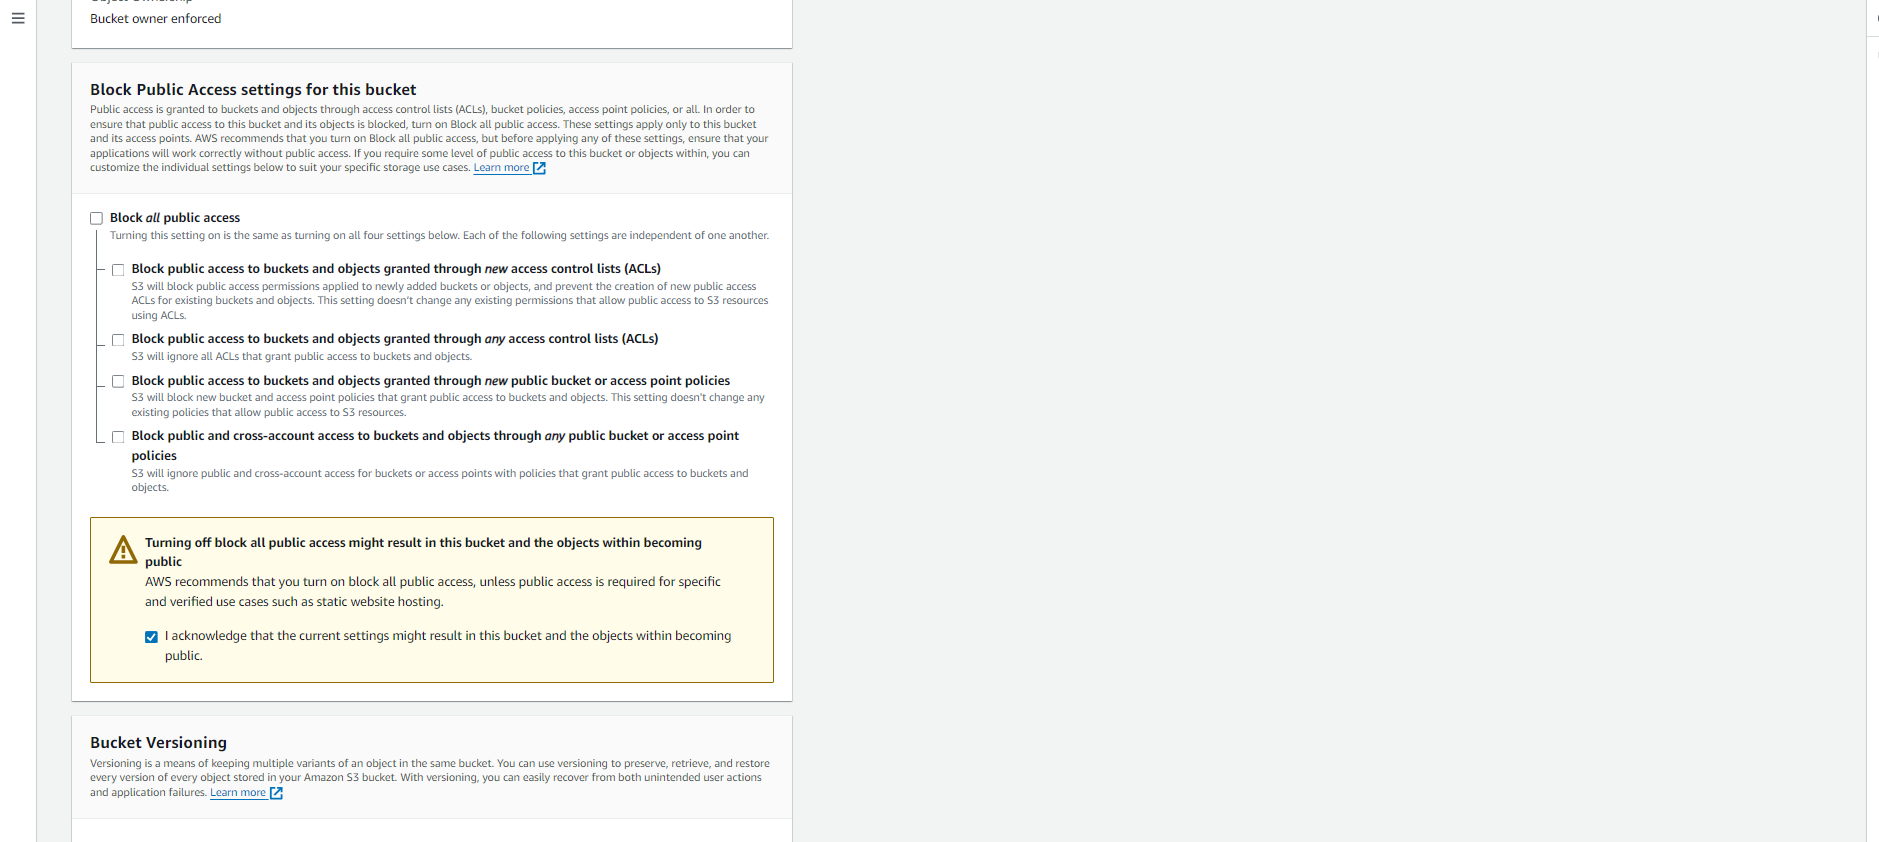 Object Ownership
Bucket owner enforced
Block Public Access settings for this bucket
Public access is granted to buckets and objects through access control lists (ACLs), bucket policies, access point policies, or all. In order to
ensure that public access to this bucket and its objects is blocked, turn on Block all public access. These settings apply only to this bucket
and its access points. AWS recommends that you turn on Block all public access, but before applying any of these settings, ensure that your
applications will work correctly without public access. If you require some level of public access to this bucket or objects within, you can
customize the individual settings below to suit your specific storage use cases. Learn more
Block all public access
Turning this setting on is the same as turning on all four settings below. Each of the following settings are independent of one another.
Block public access to buckets and objects granted through new access control lists (ACLs)
S3 will block public access permissions applied to newly added buckets or objects, and prevent the creation of new public access
ACLs for existing buckets and objects. This setting doesn't change any existing permissions that allow public access to S3 resources
using ACLs.
Block public access to buckets and objects granted through any access control lists (ACLs)
S3 will ignore all ACLs that grant public access to buckets and objects.
Block public access to buckets and objects granted through new public bucket or access point policies
S3 will block new bucket and access point policies that grant public access to buckets and objects. This setting doesn't change any
existing policies that allow public access to S3 resources.
Block public and cross-account access to buckets and objects through any public bucket or access point
policies
S3 will ignore public and cross-account access for buckets or access points with policies that grant public access to buckets and
objects.
Turning off block all public access might result in this bucket and the objects within becoming
public
AWS recommends that you turn on block all public access, unless public access is required for specific
and verified use cases such as static website hosting.
I acknowledge that the current settings might result in this bucket and the objects within becoming
public.
Bucket Versioning
Versioning is a means of keeping multiple variants of an object in the same bucket. You can use versioning to preserve, retrieve, and restore
every version of every object stored in your Amazon S3 bucket. With versioning, you can easily recover from both unintended user actions
and application failures. Learn more